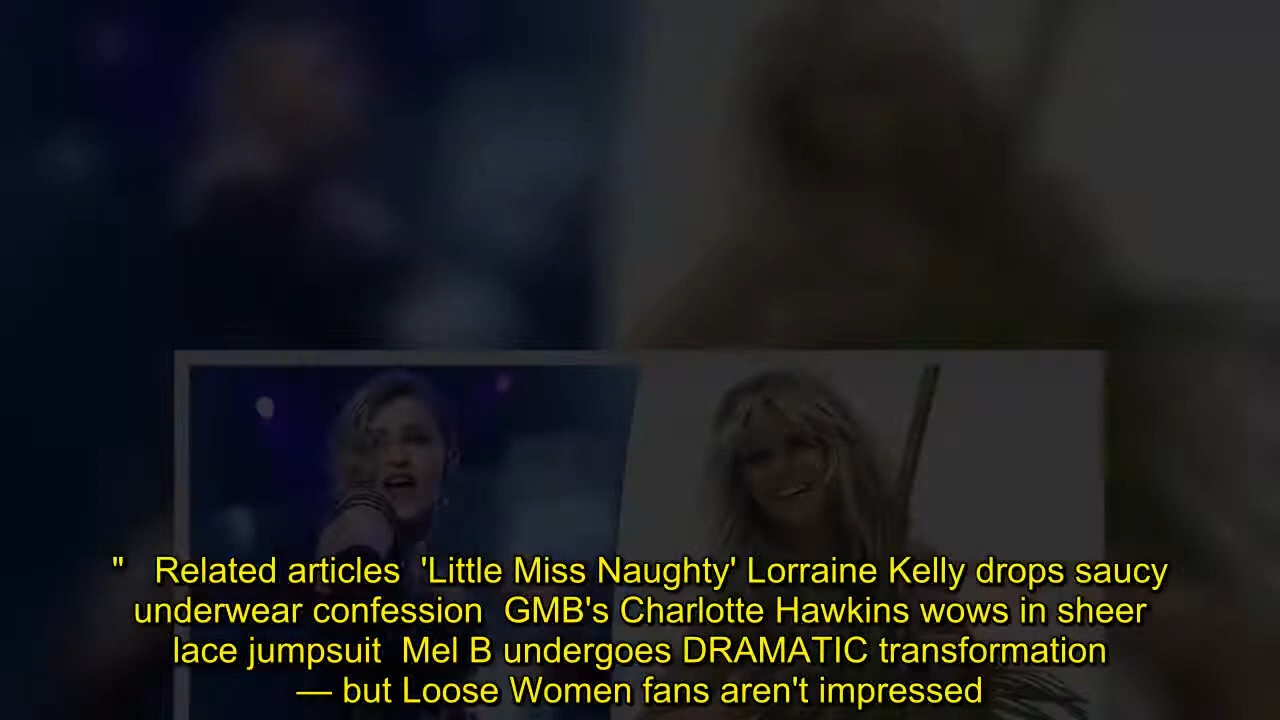 " Related articles 'Little Miss Naughty' Lorraine Kelly drops saucy
underwear confession GMB's Charlotte Hawkins wows in sheer
lace jumpsuit Mel B undergoes DRAMATIC transformation
— but Loose Women fans aren't impressed